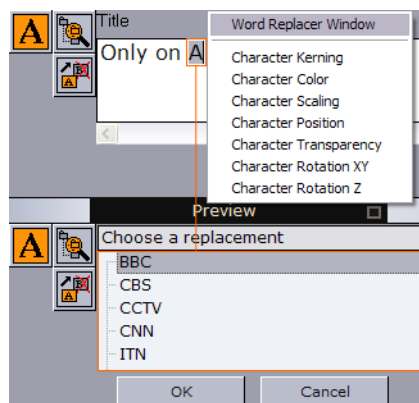 Title
Only on A
Word Replacer Window
Character Kerning
Character Color
Character Scaling
Character Position
Character Transparency
Character Rotation XY
Character Rotation Z
Preview
Choose a replacement
BBC
CBS
CCTV
CNN
ITN
OK Cancel
A
A
A
A